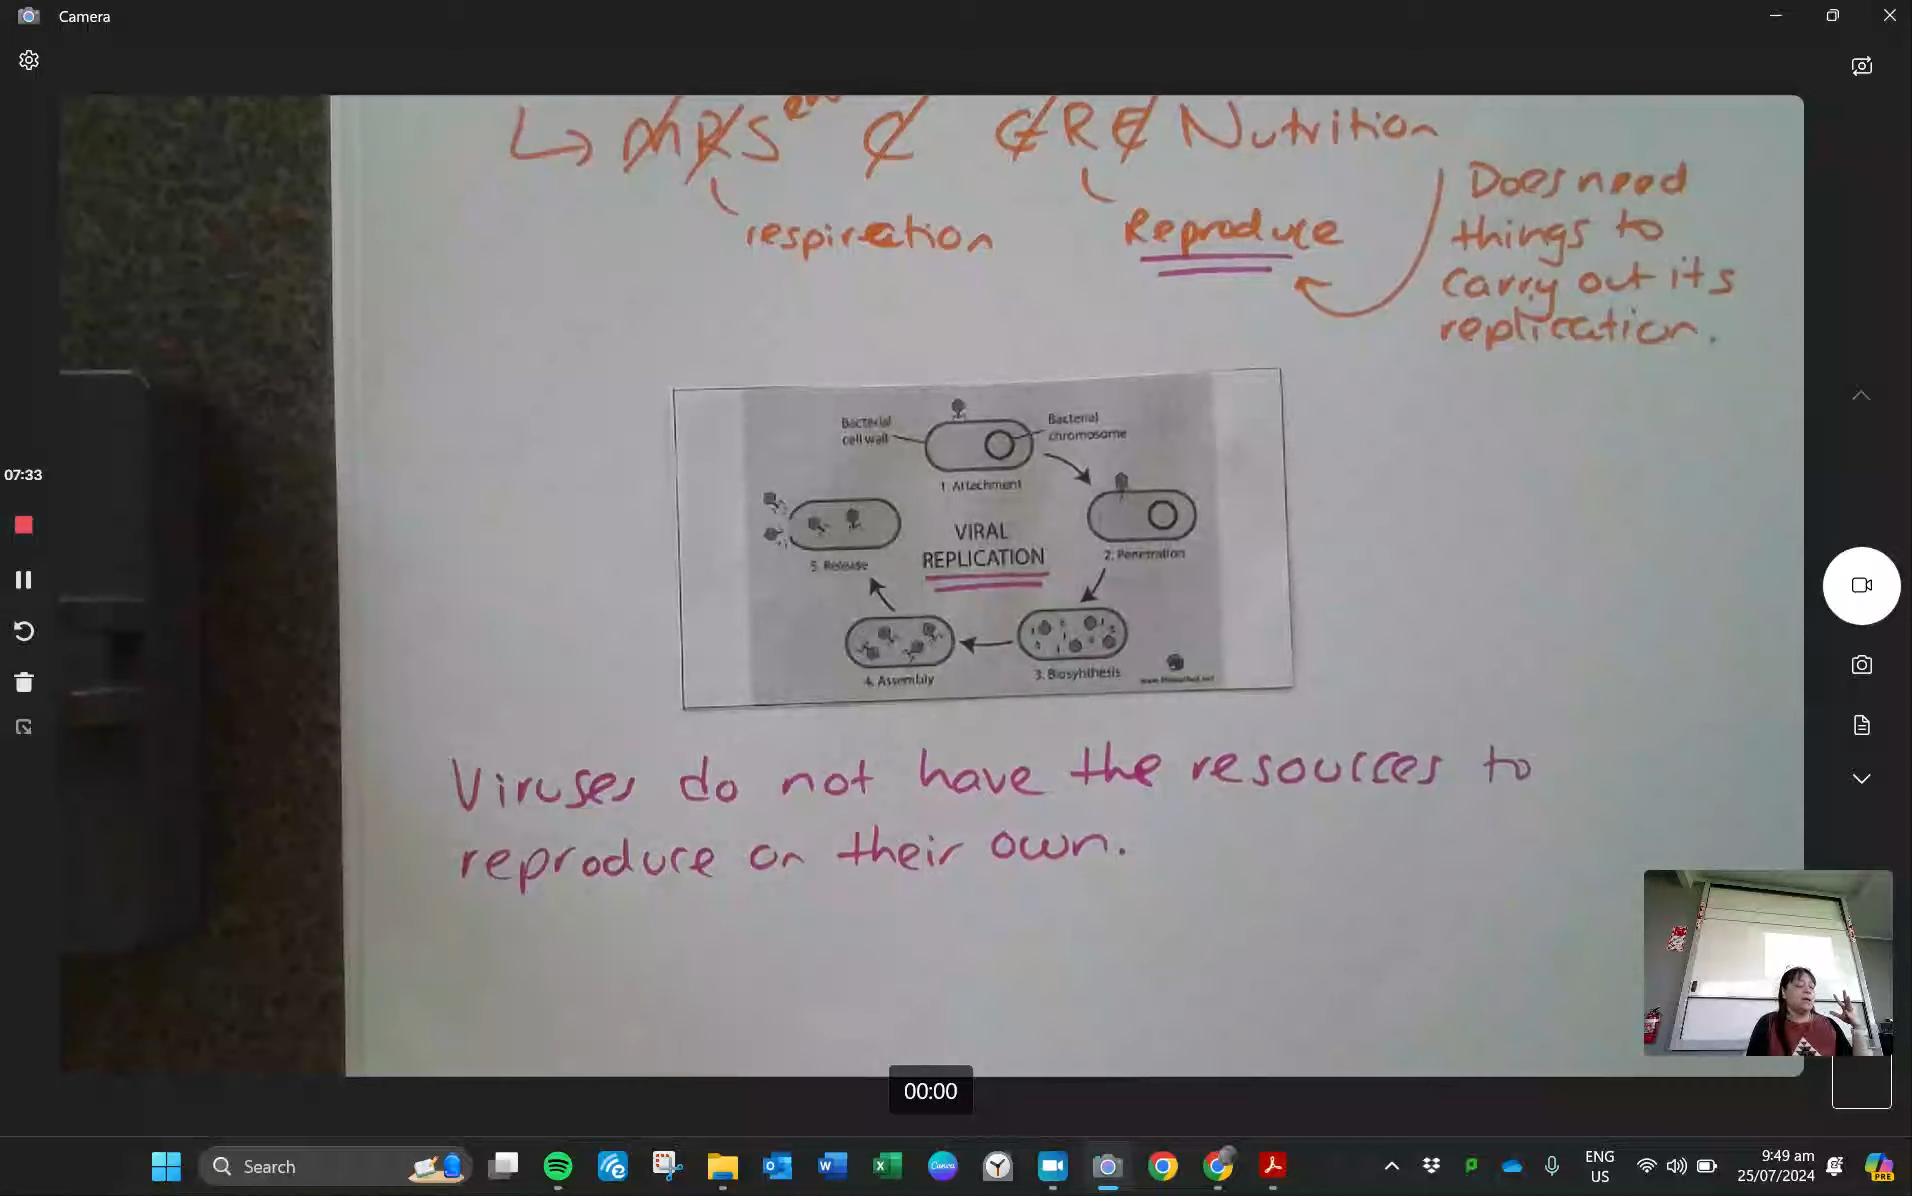 Camera
Nutrition
Does need
things to
carry out its
replication.
respiration
Reproduce
Bacterial
cell wall
Bacterial
chromosome
1. Attachment
VIRAL
REPLICATION
2. Penetration
5. Release
4. Assembly
3. Biosynthesis
Viruses do not have the resources to
reproduce on their own.
07:33
00:00
Search
Canva
ENG
US
9:49 am
25/07/2024
PRE